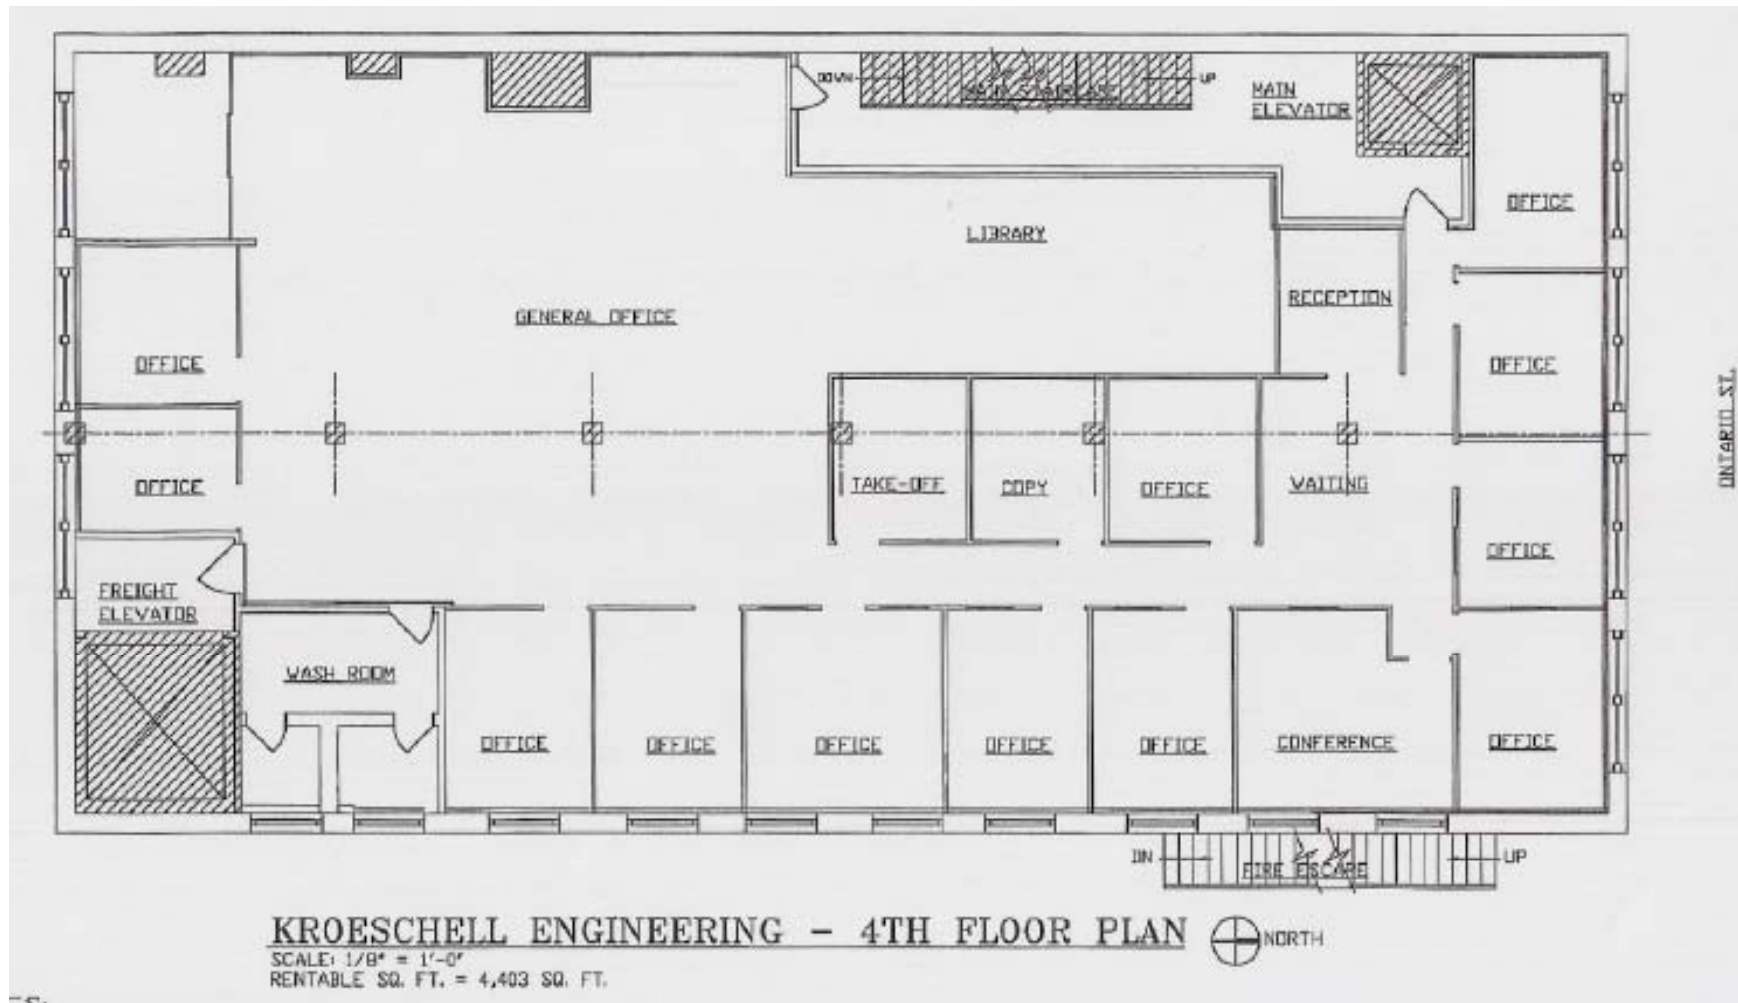 DOWN
UP
MAIN STAIRCASE
MAIN
ELEVATOR
OFFICE
LIBRARY
RECEPTION
GENERAL OFFICE
OFFICE
OFFICE
ONTARIO ST.
OFFICE
TAKE-OFF
COPY
OFFICE
WAITING
OFFICE
FREIGHT
ELEVATOR
WASH ROOM
OFFICE
OFFICE
OFFICE
OFFICE
OFFICE
CONFERENCE
OFFICE
DN
FIRE ESCAPE
UP
KROESCHELL ENGINEERING - 4TH FLOOR PLAN
NORTH
SCALE: 1/8" = 1'-0"
RENTABLE SQ. FT. = 4,403 SQ. FT.